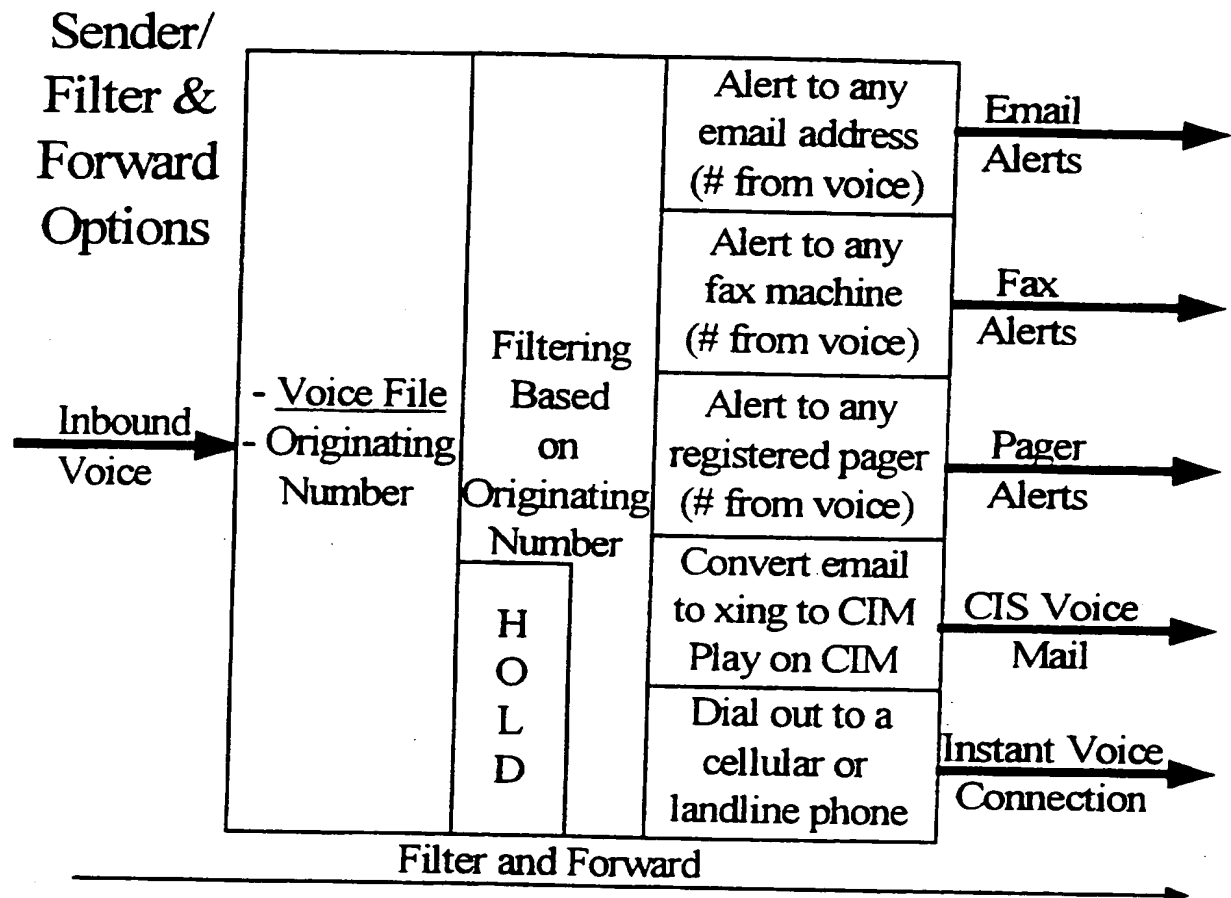 Sender/
Filter &
Forward
Options
Inbound
Voice
- Voice File
- Originating
Number
Filtering
Based
on
Originating
Number
H
O
L
D
Alert to any
email address
(# from voice)
Alert to any
fax machine
(# from voice)
Alert to any
registered pager
(# from voice)
Convert email
to xing to CIM
Play on CIM
Dial out to a
cellular or
landline phone
Email
Alerts
Fax
Alerts
Pager
Alerts
CIS Voice
Mail
Instant Voice
Connection
Filter and Forward